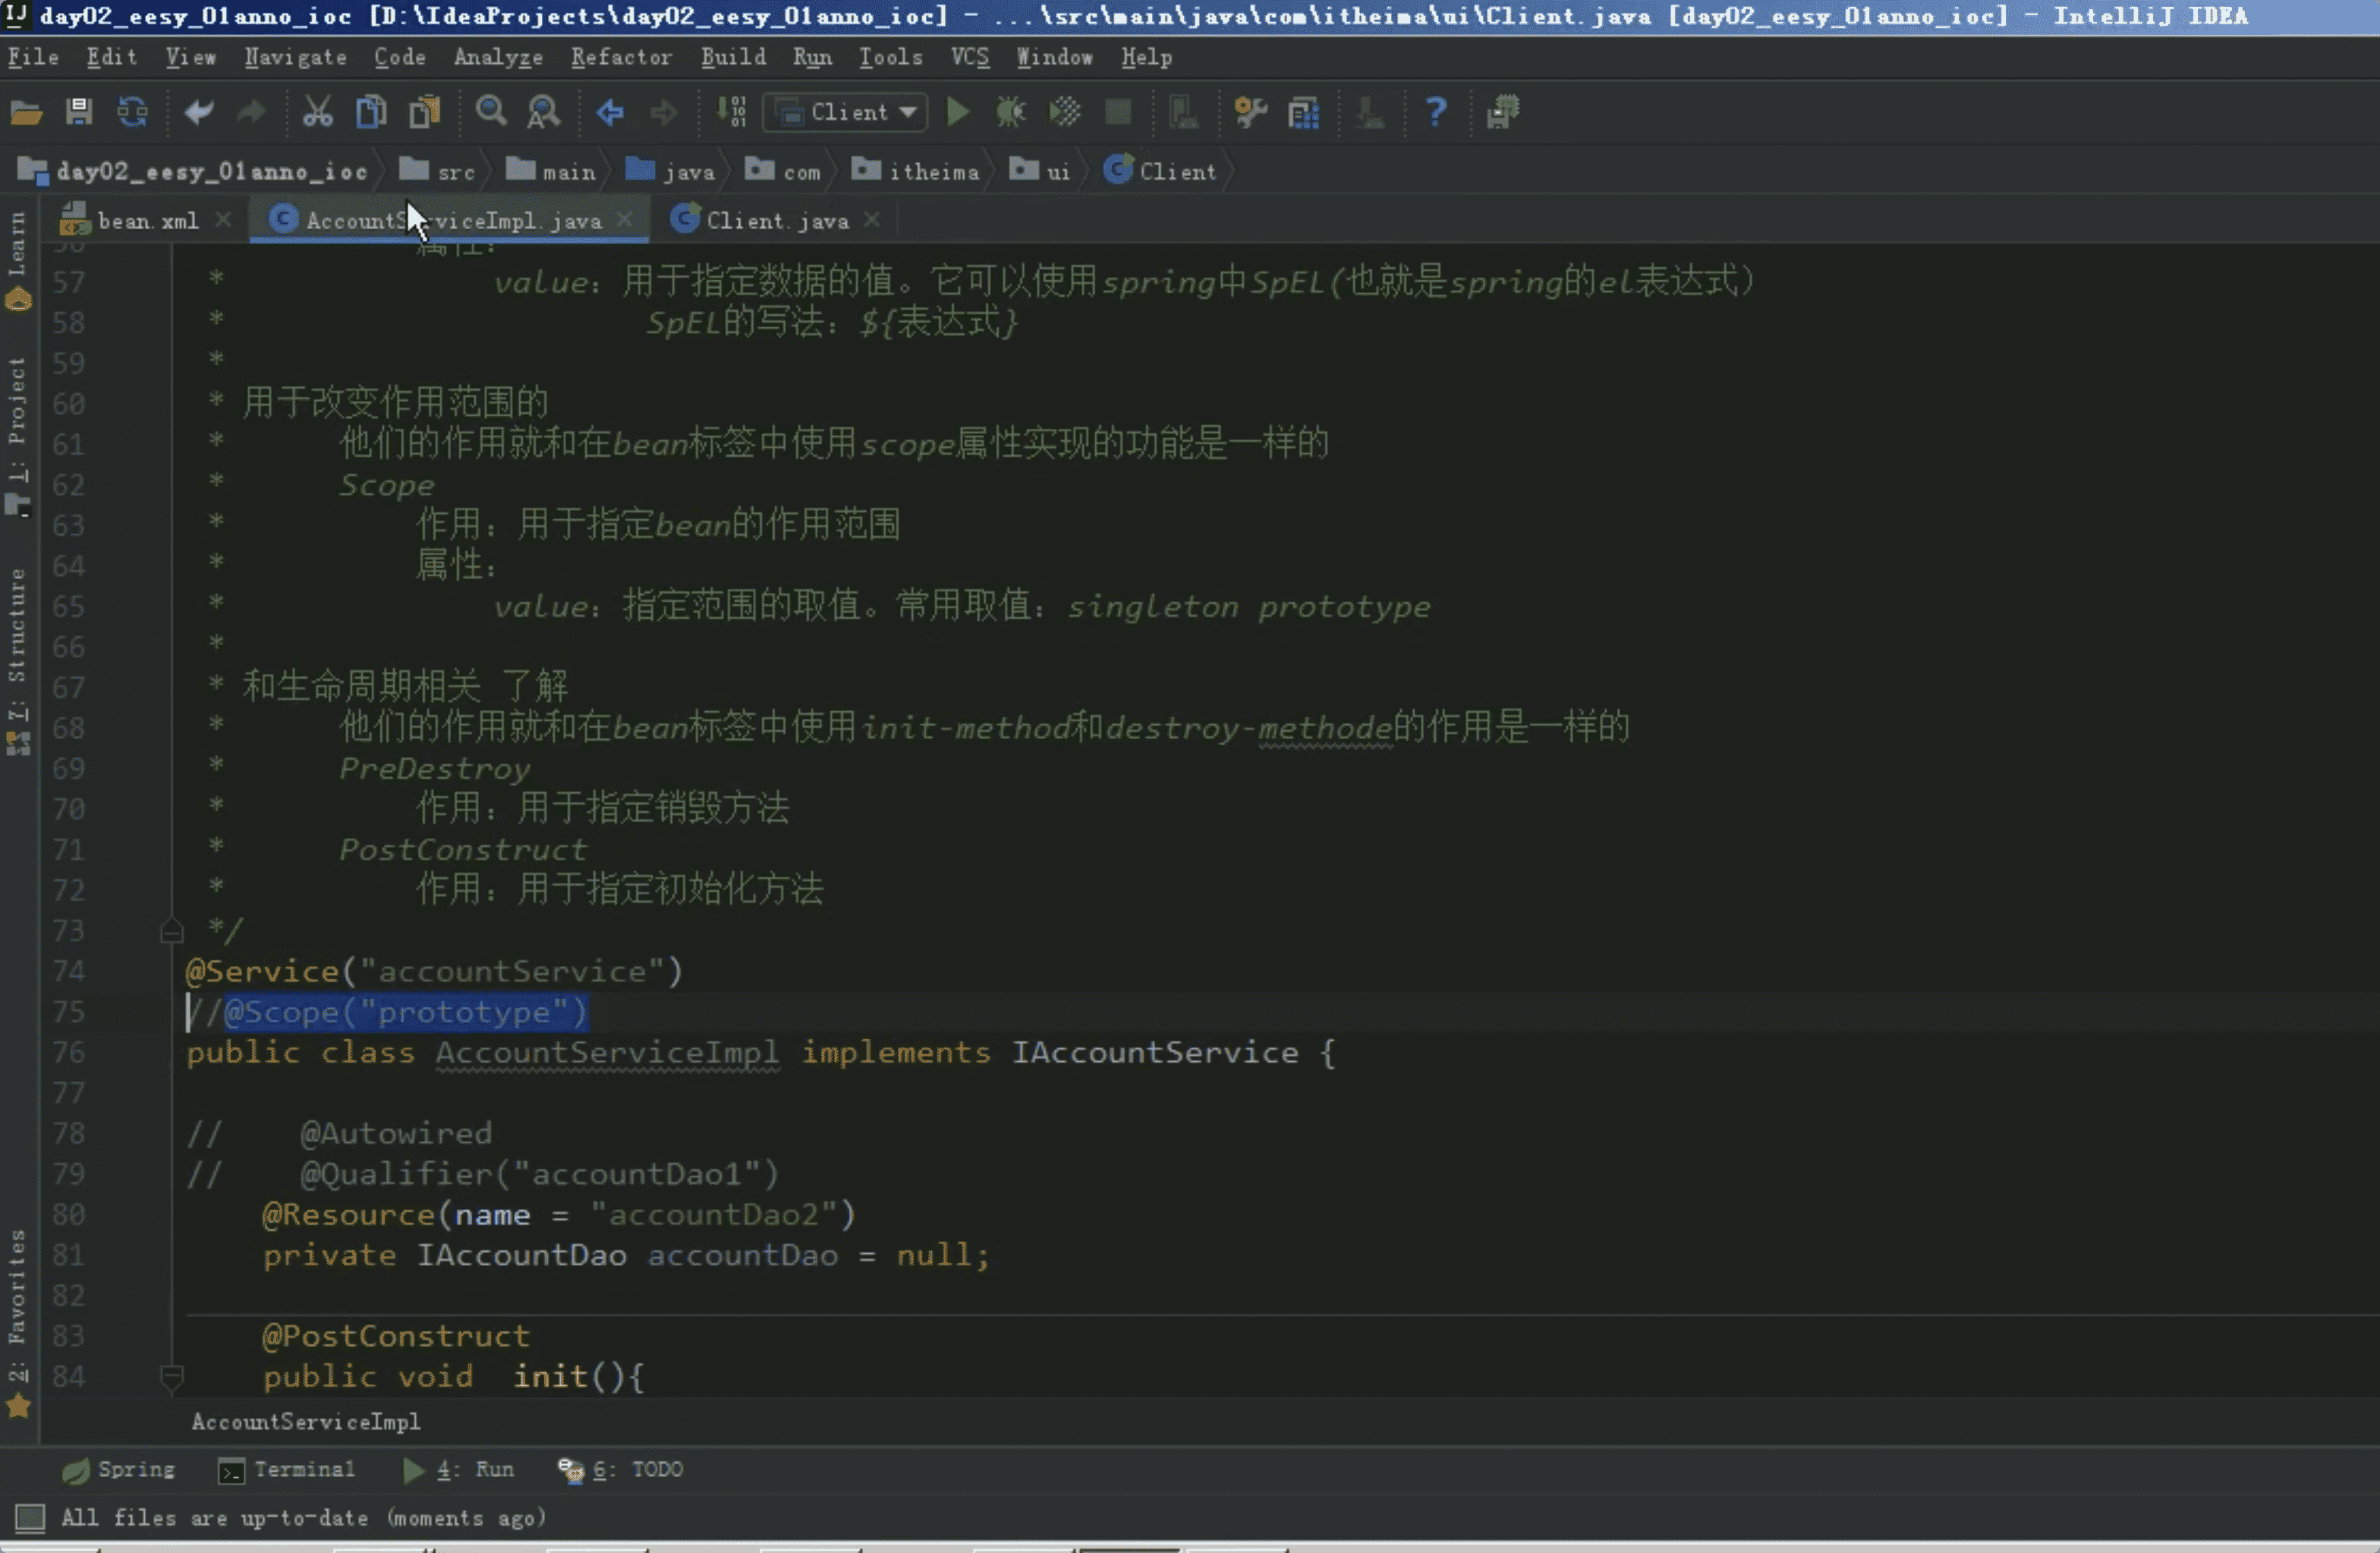 day02_eesy_01anno_ioc [D:\IdeaProjects\day02_eesy_01anno_ioc] - ...\src\main\java\com\itheima\ui\Client.java [day02_eesy_01anno_ioc] - IntelliJ IDEA
File Edit View Navigate Code Analyze Refactor Build Run Tools VCS Window Help
Client
day02_eesy_01anno_ioc src main java com itheima ui Client
bean.xml AccountServiceImpl.java Client.java
属性：
57 * value：用于指定数据的值。它可以使用spring中SpEL(也就是spring的el表达式）
58 * SpEL的写法：${表达式}
59 *
60 * 用于改变作用范围的
61 * 他们的作用就和在bean标签中使用scope属性实现的功能是一样的
62 * Scope
63 * 作用：用于指定bean的作用范围
64 * 属性：
65 * value：指定范围的取值。常用取值：singleton prototype
66 *
67 * 和生命周期相关 了解
68 * 他们的作用就和在bean标签中使用init-method和destroy-methode的作用是一样的
69 * PreDestroy
70 * 作用：用于指定销毁方法
71 * PostConstruct
72 * 作用：用于指定初始化方法
73 */
74 @Service("accountService")
75 //@Scope("prototype")
76 public class AccountServiceImpl implements IAccountService {
77
78 // @Autowired
79 // @Qualifier("accountDao1")
80 @Resource(name = "accountDao2")
81 private IAccountDao accountDao = null;
82
83 @PostConstruct
84 public void init(){
AccountServiceImpl
Learn
1: Project
7: Structure
2: Favorites
Spring Terminal 4: Run 6: TODO
All files are up-to-date (moments ago)